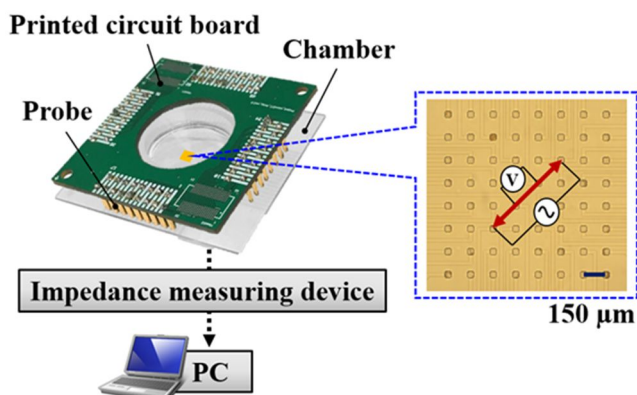 Printed circuit board
Chamber
Probe
V
150 μm
Impedance measuring device
PC